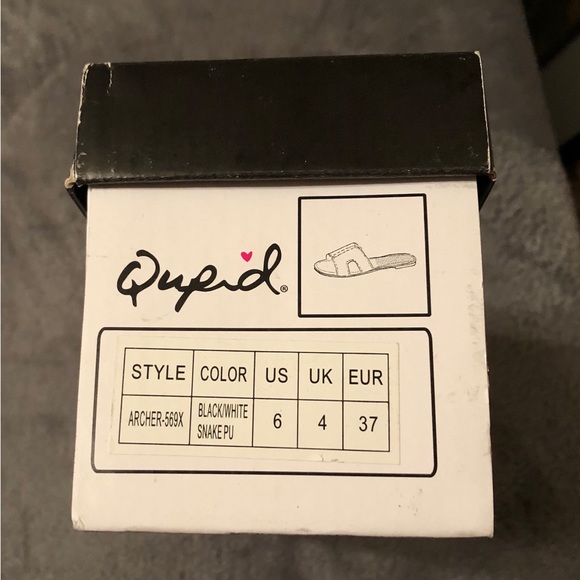 Qupid®
STYLE COLOR US UK EUR
ARCHER-569X BLACK/WHITE SNAKE PU 6 4 37